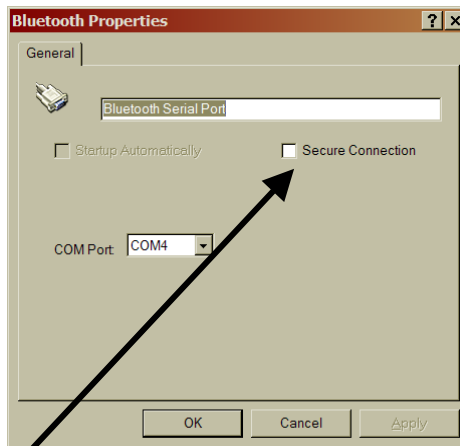 Bluetooth Properties
General
Bluetooth Serial Port
Startup Automatically
Secure Connection
COM Port:
COM4
OK
Cancel
Apply